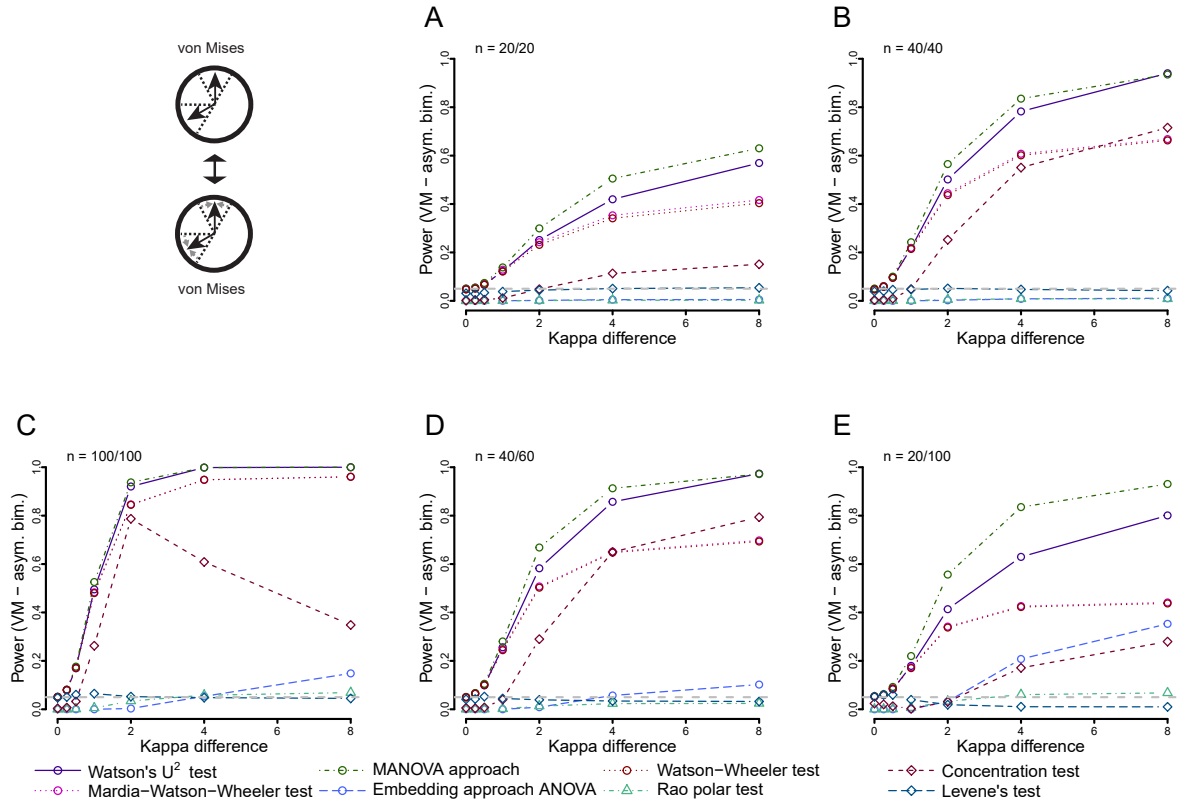 von Mises
von Mises
A
n = 20/20
Power (VM − asym. bim.)
0.0 0.2 0.4 0.6 0.8 1.0
0 2 4 6 8
Kappa difference
B
n = 40/40
Power (VM − asym. bim.)
0.0 0.2 0.4 0.6 0.8 1.0
0 2 4 6 8
Kappa difference
C
n = 100/100
Power (VM − asym. bim.)
0.0 0.2 0.4 0.6 0.8 1.0
0 2 4 6 8
Kappa difference
D
n = 40/60
Power (VM − asym. bim.)
0.0 0.2 0.4 0.6 0.8 1.0
0 2 4 6 8
Kappa difference
E
n = 20/100
Power (VM − asym. bim.)
0.0 0.2 0.4 0.6 0.8 1.0
0 2 4 6 8
Kappa difference
Watson's U² test
Mardia−Watson−Wheeler test
MANOVA approach
Embedding approach ANOVA
Watson−Wheeler test
Rao polar test
Concentration test
Levene's test